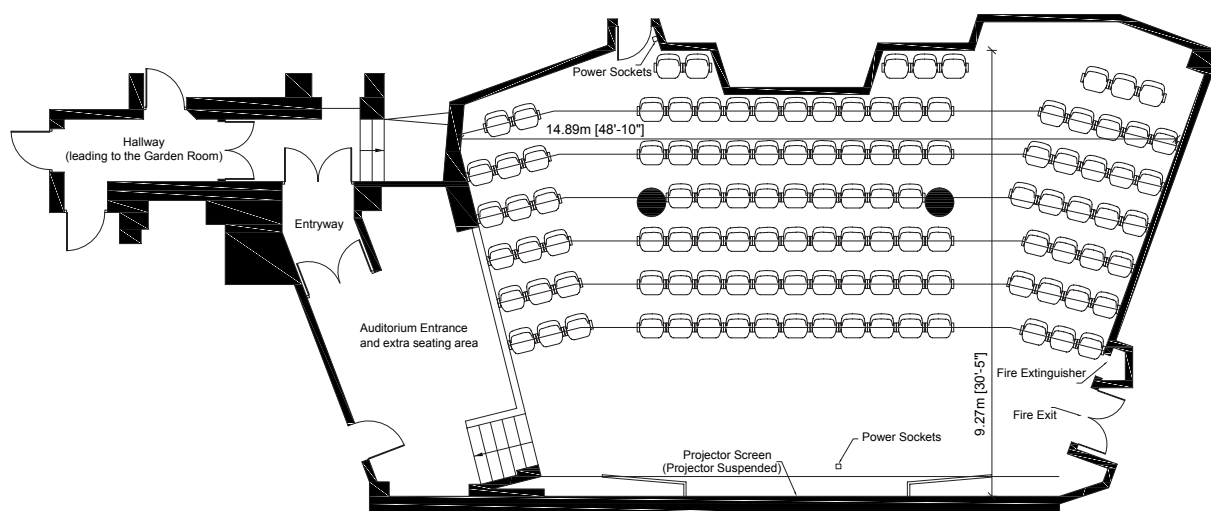 Power Sockets
14.89m [48'-10"]
Hallway
(leading to the Garden Room)
Entryway
Auditorium Entrance
and extra seating area
9.27m [30'-5"]
Fire Extinguisher
Fire Exit
Power Sockets
Projector Screen
(Projector Suspended)